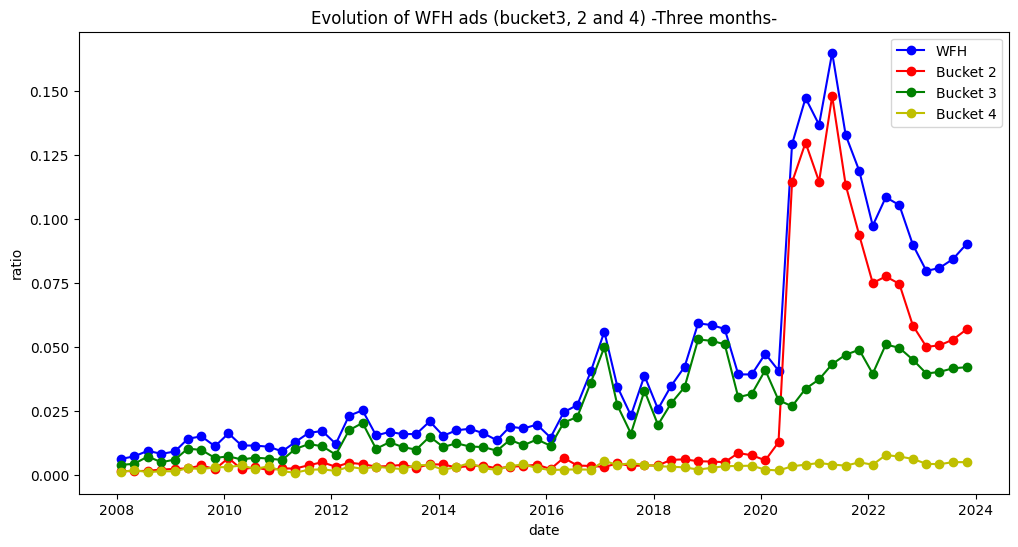 Evolution of WFH ads (bucket3, 2 and 4) -Three months-
WFH
Bucket 2
Bucket 3
Bucket 4
0.150
0.125
0.100
0.075
0.050
0.025
0.000
ratio
2008 2010 2012 2014 2016 2018 2020 2022 2024
date